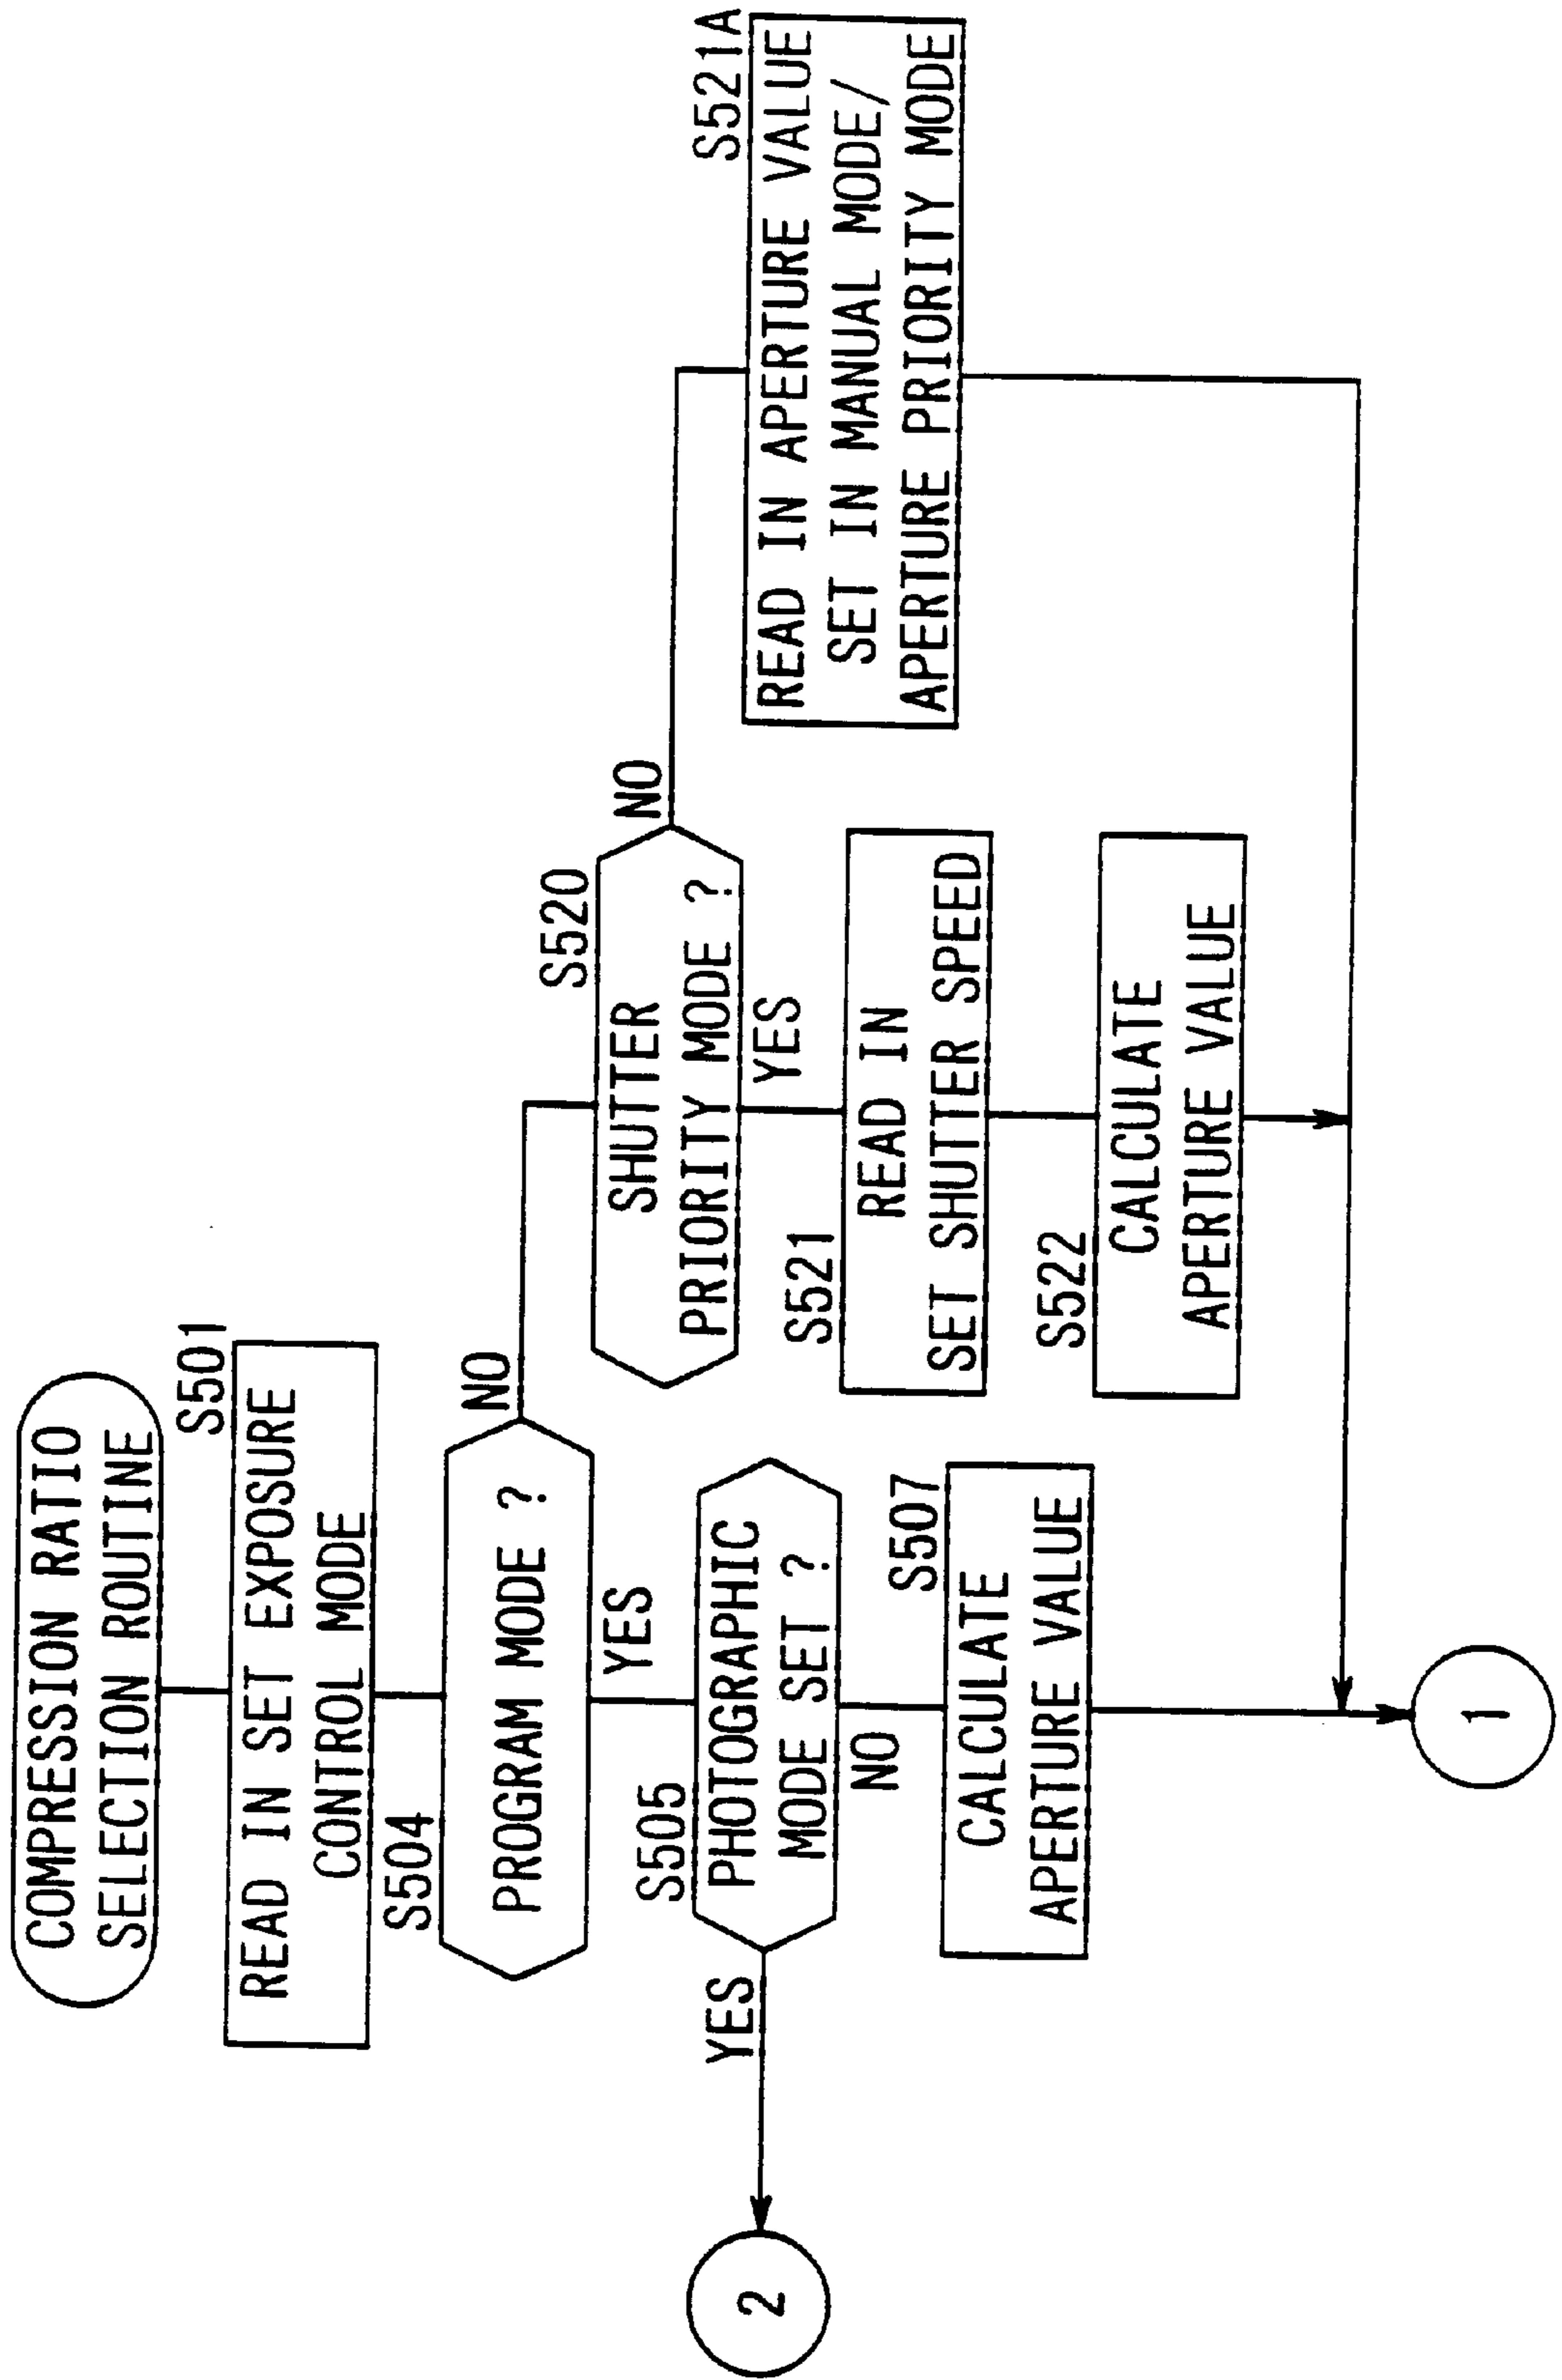 COMPRESSION RATIO
SELECTION ROUTINE
S501
READ IN SET EXPOSURE
CONTROL MODE
S504
PROGRAM MODE ?
NO
YES
S505
PHOTOGRAPHIC
MODE SET ?
YES
2
NO
S507
CALCULATE
APERTURE VALUE
1
S520
SHUTTER
PRIORITY MODE ?
NO
YES
S521
READ IN
SET SHUTTER SPEED
S522
CALCULATE
APERTURE VALUE
S521A
READ IN APERTURE VALUE
SET IN MANUAL MODE/
APERTURE PRIORITY MODE